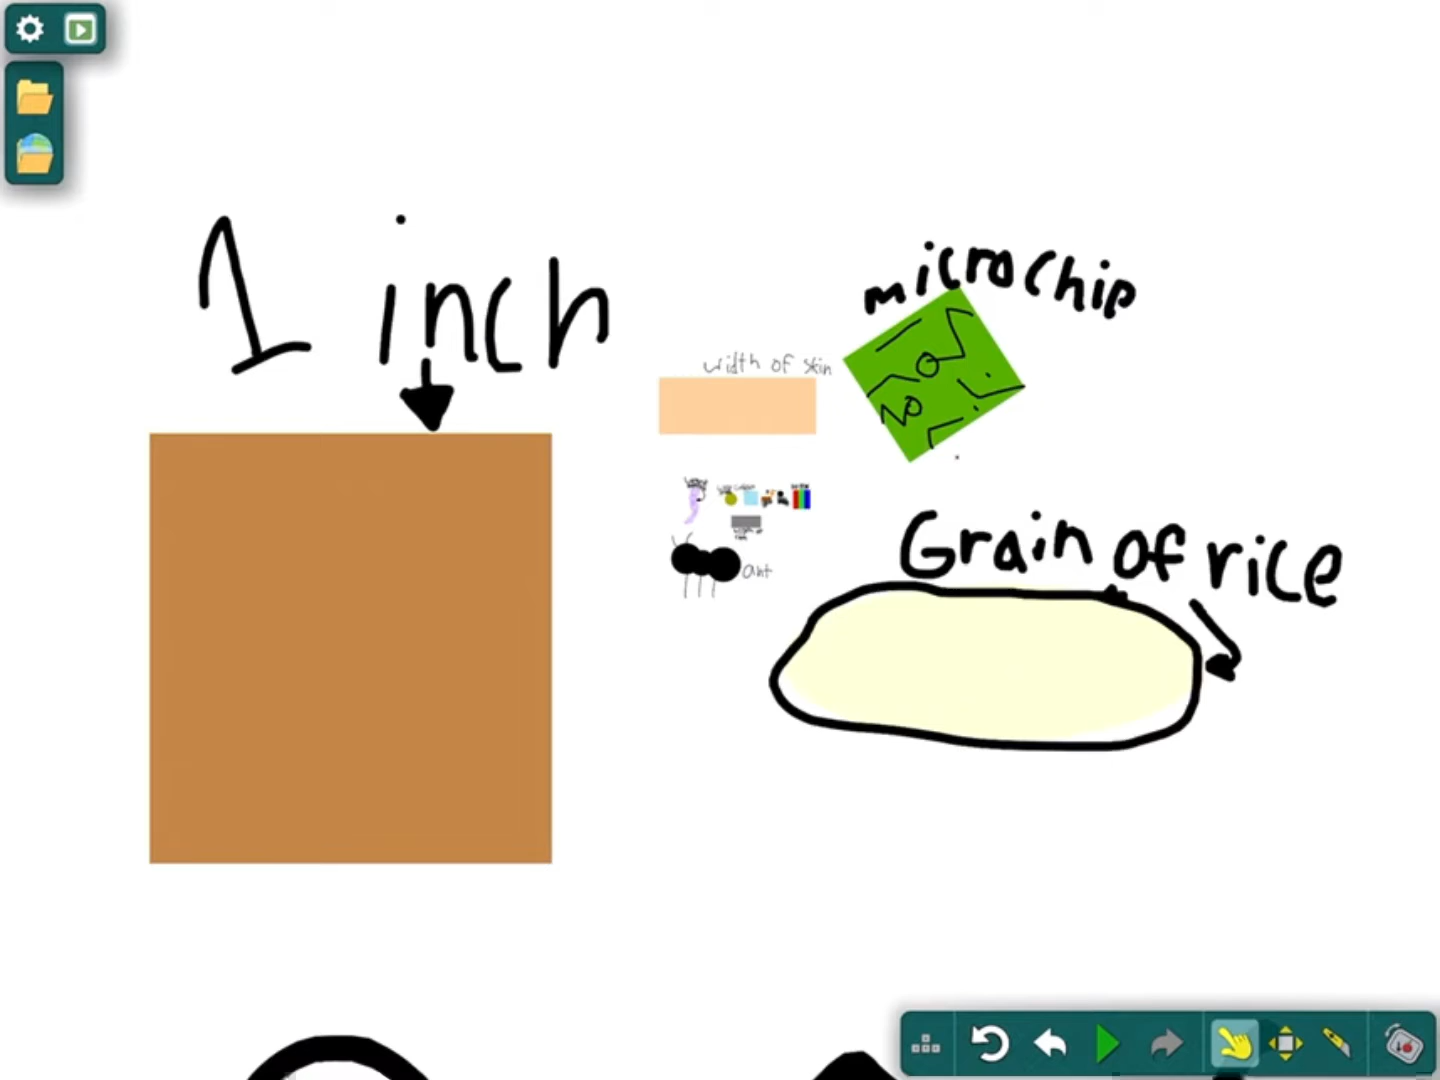 1 inch
microchip
width of skin
Grain of rice
ant